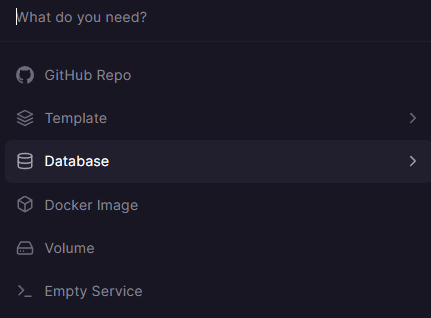 What do you need?
GitHub Repo
Template
Database
Docker Image
Volume
Empty Service